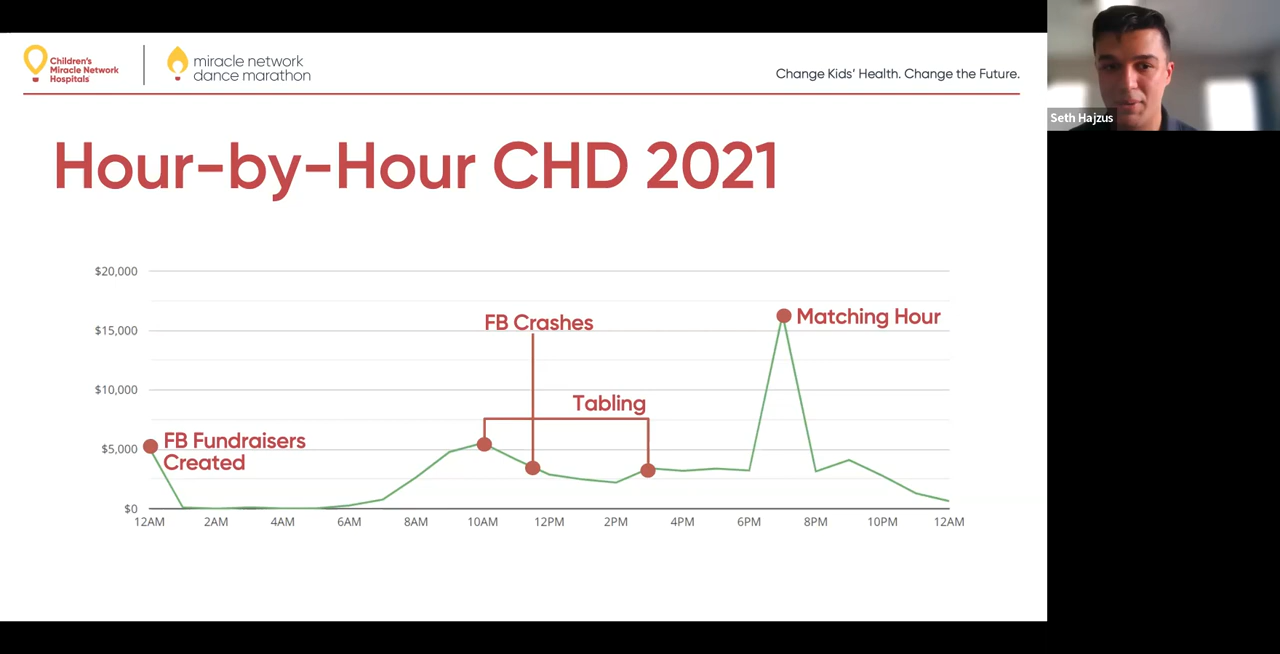 Children's
Miracle Network
Hospitals
miracle network
dance marathon
Change Kids' Health. Change the Future.
Seth Hajzus
Hour-by-Hour CHD 2021
$20,000
FB Crashes
Matching Hour
$15,000
$10,000
Tabling
FB Fundraisers
Created
$5,000
$0
12AM 2AM 4AM 6AM 8AM 10AM 12PM 2PM 4PM 6PM 8PM 10PM 12AM